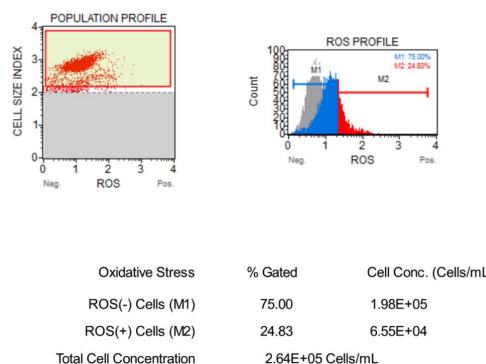 POPULATION PROFILE
CELL SIZE INDEX
4
3
2
1
0
0 1 2 3 4
Neg. ROS Pos.
ROS PROFILE
Count
100
90
80
70
60
50
40
30
20
10
0
M1
M2
M1: 75.00%
M2: 24.83%
0 1 2 3 4
Neg. ROS Pos.
Oxidative Stress % Gated Cell Conc. (Cells/mL
ROS(-) Cells (M1) 75.00 1.98E+05
ROS(+) Cells (M2) 24.83 6.55E+04
Total Cell Concentration 2.64E+05 Cells/mL